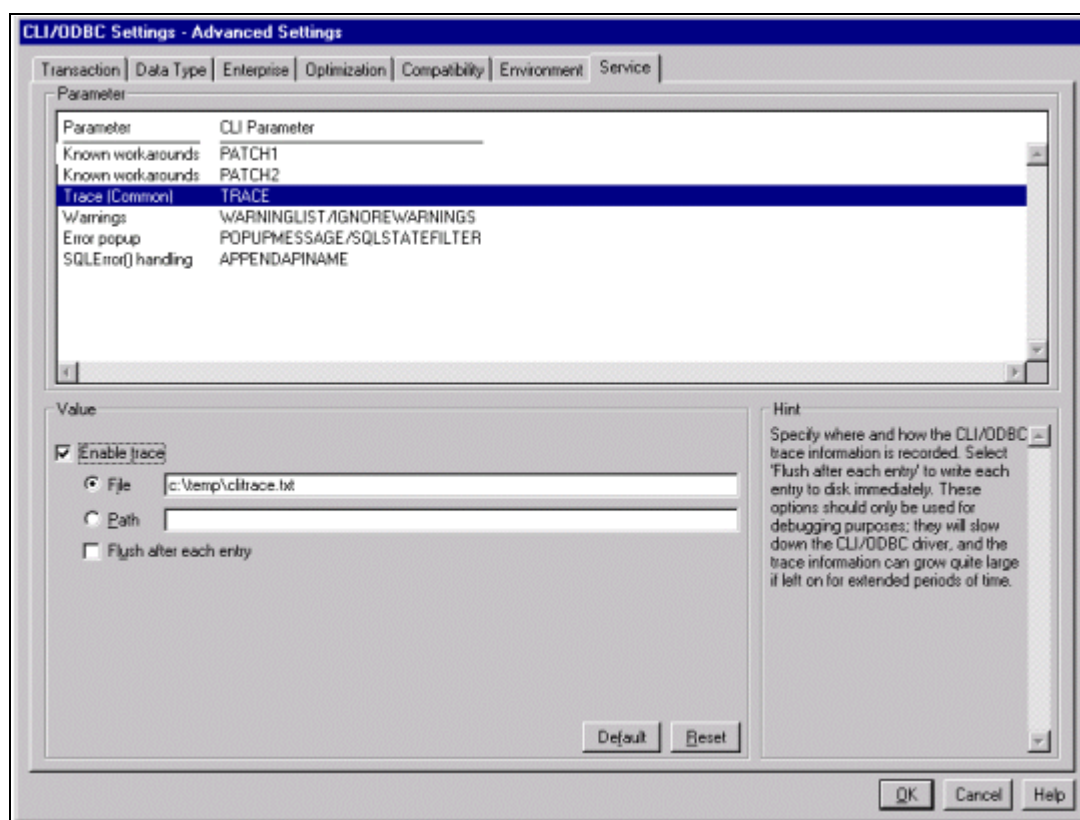 CLI/ODBC Settings - Advanced Settings
Transaction Data Type Enterprise Optimization Compatibility Environment Service
Parameter
Parameter CLI Parameter
Known workarounds PATCH1
Known workarounds PATCH2
Trace (Common) TRACE
Warnings WARNINGLIST/IGNOREWARNINGS
Error popup POPUPMESSAGE/SQLSTATEFILTER
SQLError() handling APPENDAPINAME
Value
Enable trace
File c:\temp\clitrace.txt
Path
Flush after each entry
Default Reset
Hint
Specify where and how the CLI/ODBC
trace information is recorded. Select
'Flush after each entry' to write each
entry to disk immediately. These
options should only be used for
debugging purposes; they will slow
down the CLI/ODBC driver, and the
trace information can grow quite large
if left on for extended periods of time.
OK Cancel Help